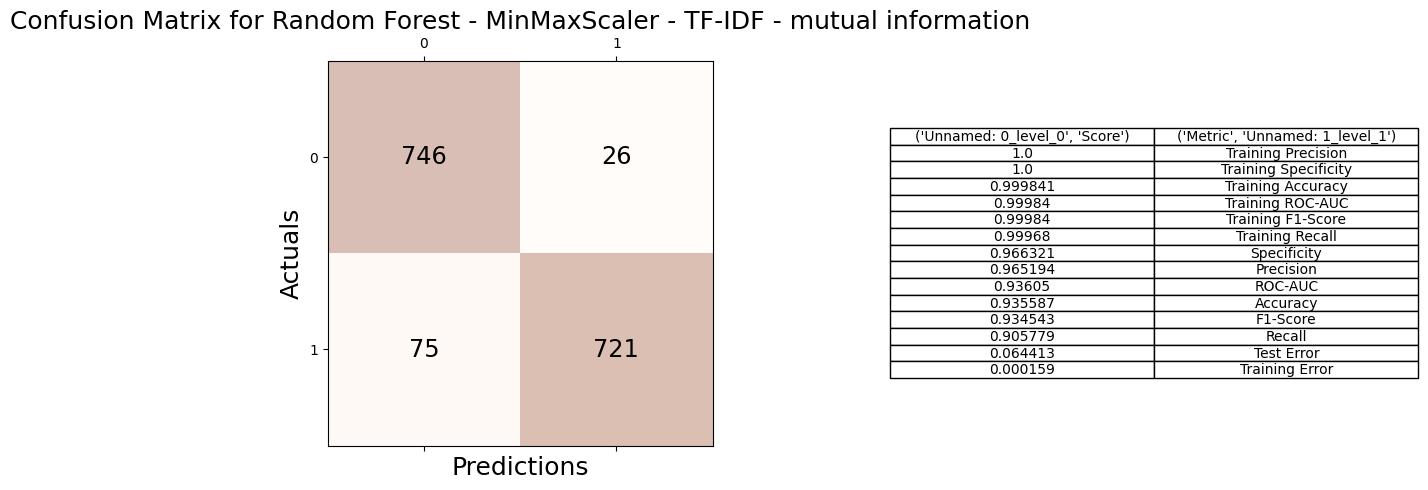 Confusion Matrix for Random Forest - MinMaxScaler - TF-IDF - mutual information
0 1
0 746 26
1 75 721
Actuals
Predictions
('Unnamed: 0_level_0', 'Score') ('Metric', 'Unnamed: 1_level_1')
1.0 Training Precision
1.0 Training Specificity
0.999841 Training Accuracy
0.99984 Training ROC-AUC
0.99984 Training F1-Score
0.99968 Training Recall
0.966321 Specificity
0.965194 Precision
0.93605 ROC-AUC
0.935587 Accuracy
0.934543 F1-Score
0.905779 Recall
0.064413 Test Error
0.000159 Training Error